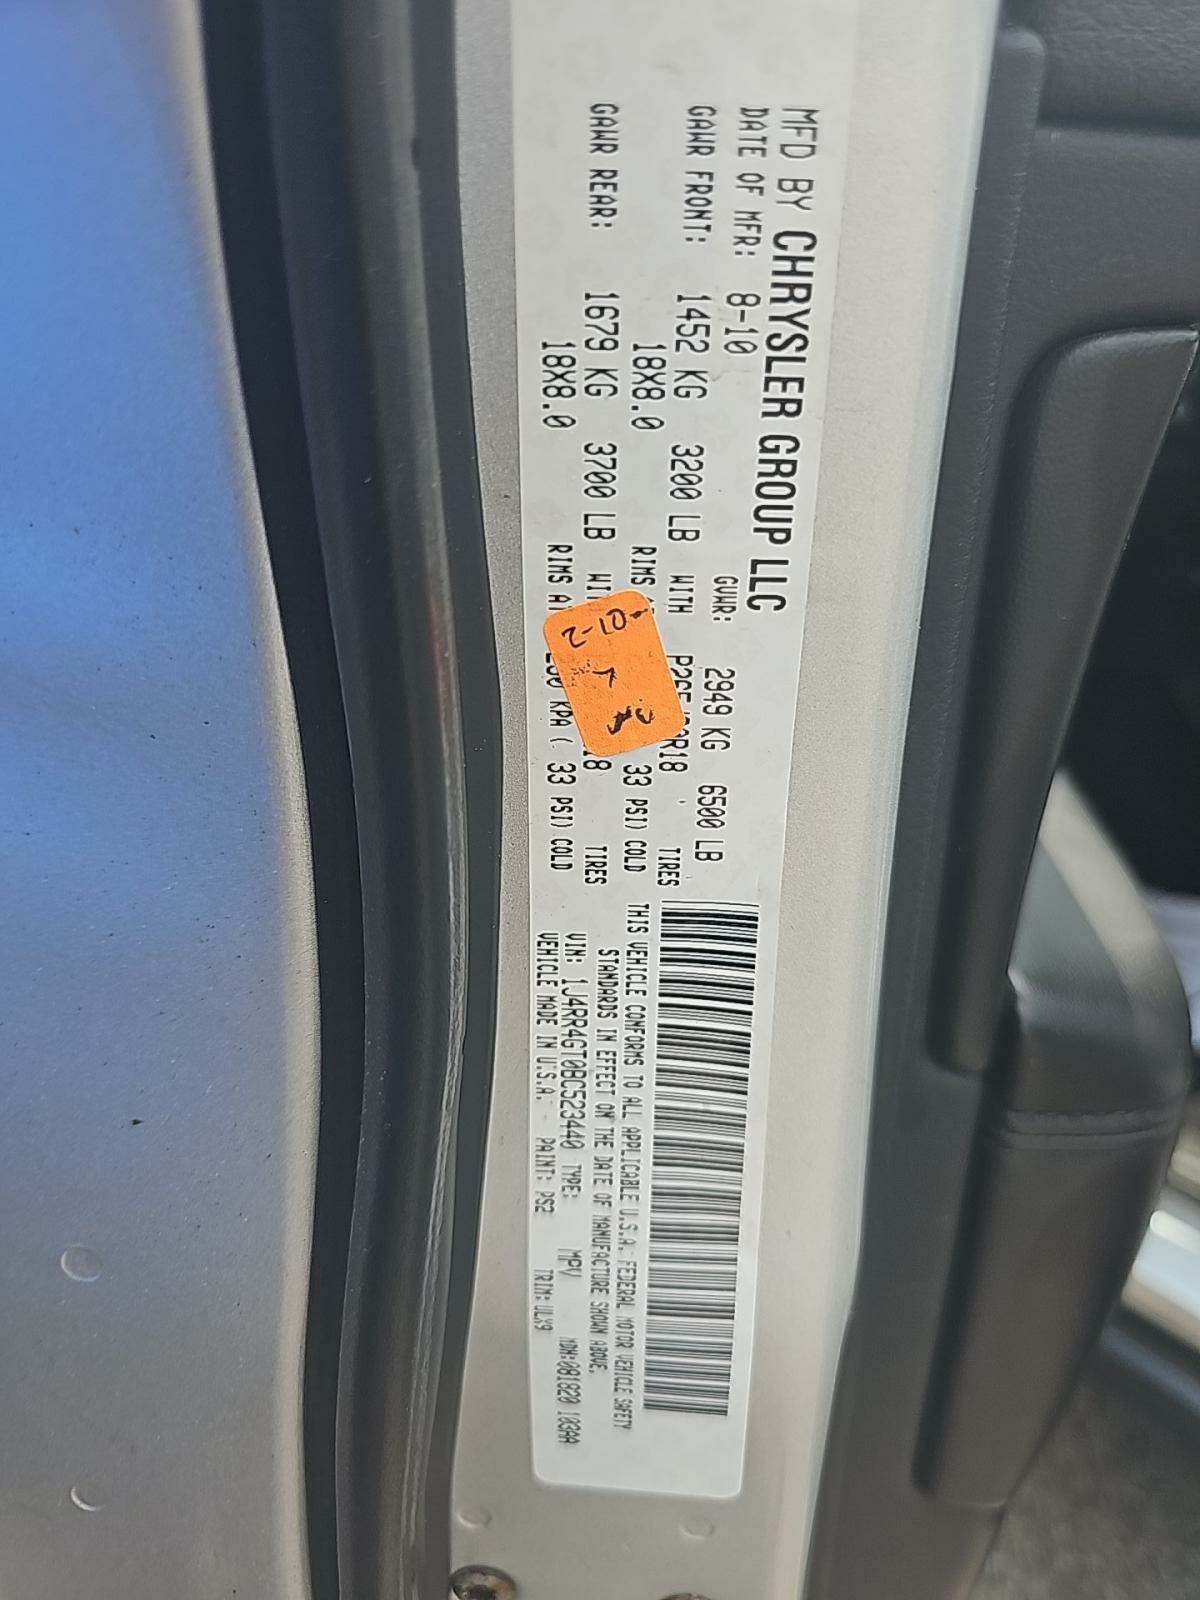 MFD BY CHRYSLER GROUP LLC
DATE OF MFR: 8-10 GVWR: 2949 KG 6500 LB
GAWR FRONT: 1452 KG 3200 LB WITH TIRES
18X8.0 RIMS 33 PSI) COLD
GAWR REAR: 1679 KG 3700 LB TIRES
18X8.0 RIMS KPA ( 33 PSI) COLD
THIS VEHICLE CONFORMS TO ALL APPLICABLE U.S.A. FEDERAL MOTOR VEHICLE SAFETY
STANDARDS IN EFFECT ON THE DATE OF MANUFACTURE SHOWN ABOVE.
VIN: 1J4RR4GT0BC523440 TYPE: MPV MDH: 081820 103AA
VEHICLE MADE IN U.S.A. PAINT: PS2 TRIM: ULX9